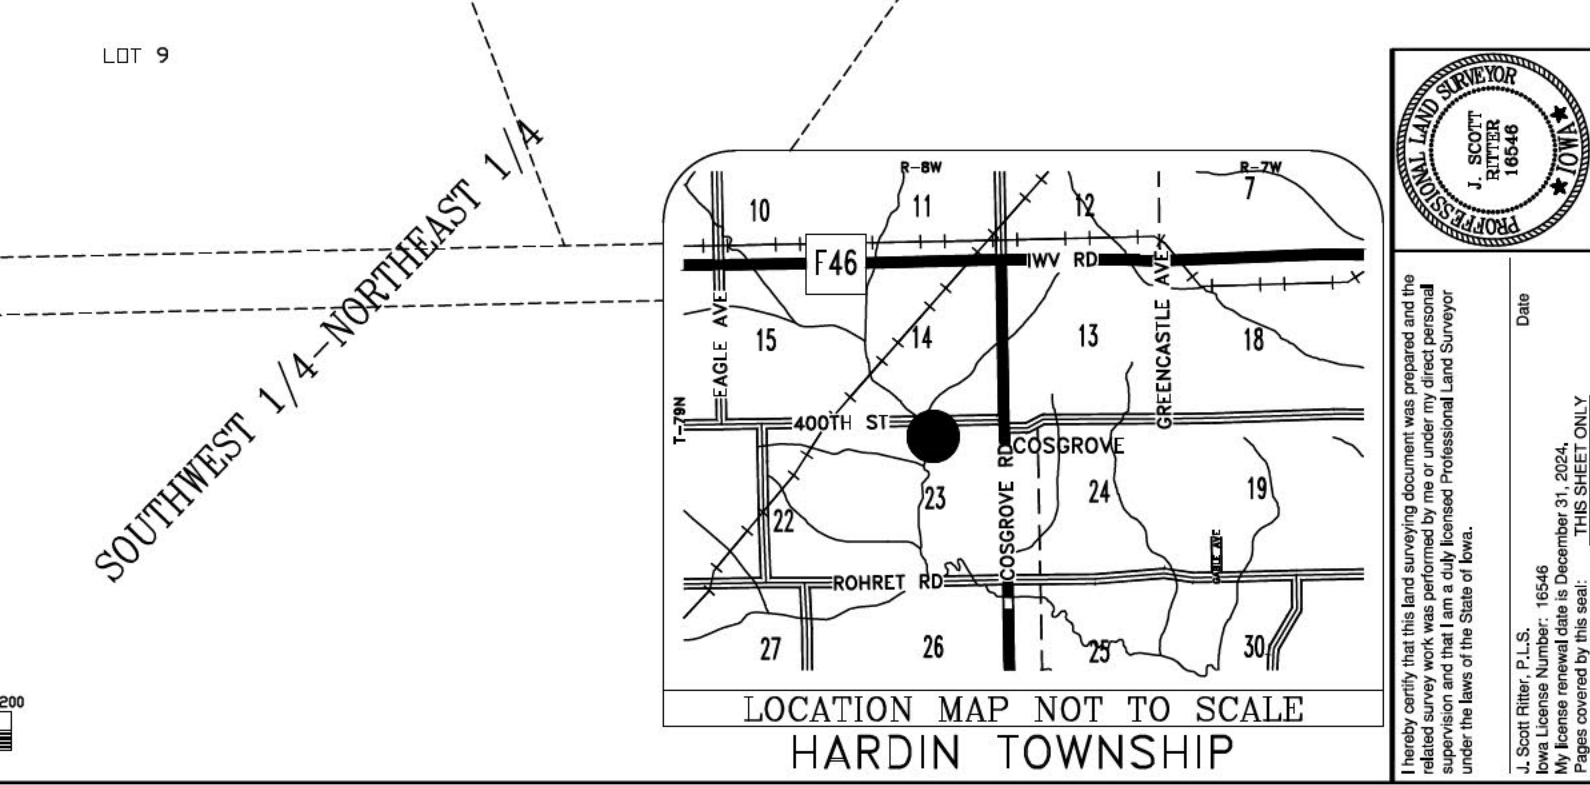 LOT 9
SOUTHWEST 1/4-NORTHEAST 1/4
200
R-8W
R-7W
10
11
12
7
F46
IWV RD
EAGLE AVE
GREENCASTLE AVE
15
14
13
18
T-79N
400TH ST
COSGROVE
COSGROVE RD
22
23
24
19
GABLE AVE
ROHRET RD
27
26
25
30
LOCATION MAP NOT TO SCALE
HARDIN TOWNSHIP
PROFFESSIONAL LAND SURVEYOR
J. SCOTT
RITTER
16546
★ IOWA ★
I hereby certify that this land surveying document was prepared and the
related survey work was performed by me or under my direct personal
supervision and that I am a duly licensed Professional Land Surveyor
under the laws of the State of Iowa.
J. Scott Ritter, P.L.S. Date
Iowa License Number: 16546
My license renewal date is December 31, 2024.
Pages covered by this seal: THIS SHEET ONLY